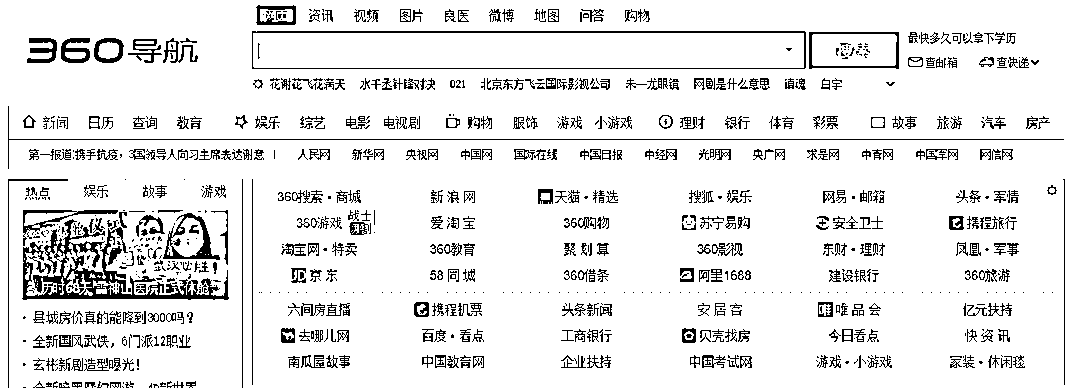 网页 资讯 视频 图片 良医 微博 地图 问答 购物
360导航
最快多久可以拿下学历
查邮箱 查快递
花谢花飞花满天 水千丞针锋对决 021 北京东方飞云国际影视公司 朱一龙眼镜 网剧是什么意思 镇魂 白宇
新闻 日历 查询 教育 娱乐 综艺 电影 电视剧 购物 服饰 游戏 小游戏 理财 银行 体育 彩票 故事 旅游 汽车 房产
第一报道|携手抗疫,3国领导人向习主席表达谢意 | 人民网 新华网 央视网 中国网 国际在线 中国日报 中经网 光明网 央广网 求是网 中青网 中国军网 网信网
热点 娱乐 故事 游戏
360搜索·商城 新浪网 天猫·精选 搜狐·娱乐 网易·邮箱 头条·军情
360游戏 爱淘宝 360购物 苏宁易购 安全卫士 携程旅行
淘宝网·特卖 360教育 聚划算 360影视 东财·理财 凤凰·军事
JD京东 58同城 360借条 阿里1688 建设银行 360旅游
历时68天 雷神山医院正式休舱
六间房直播 携程机票 头条新闻 安居客 唯品会 亿元扶持
县城房价真的能降到3000吗?
去哪儿网 百度·看点 工商银行 贝壳找房 今日看点 快资讯
全新国风武侠,6门派12职业
南瓜屋故事 中国教育网 企业扶持 中国考试网 游戏·小游戏 家装·休闲毯
玄彬新剧造型曝光!